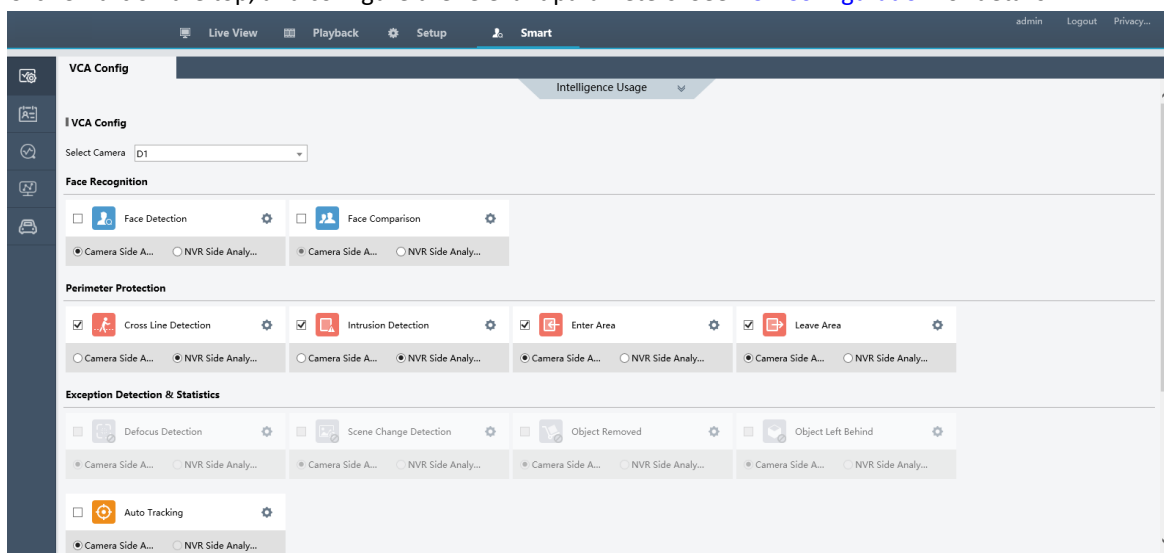 Live View Playback Setup Smart admin Logout Privacy...
VCA Config
Intelligence Usage
VCA Config
Select Camera D1
Face Recognition
Face Detection Face Comparison
Camera Side A... NVR Side Analy... Camera Side A... NVR Side Analy...
Perimeter Protection
Cross Line Detection Intrusion Detection Enter Area Leave Area
Camera Side A... NVR Side Analy... Camera Side A... NVR Side Analy... Camera Side A... NVR Side Analy... Camera Side A... NVR Side Analy...
Exception Detection & Statistics
Defocus Detection Scene Change Detection Object Removed Object Left Behind
Camera Side A... NVR Side Analy... Camera Side A... NVR Side Analy... Camera Side A... NVR Side Analy... Camera Side A... NVR Side Analy...
Auto Tracking
Camera Side A... NVR Side Analy...